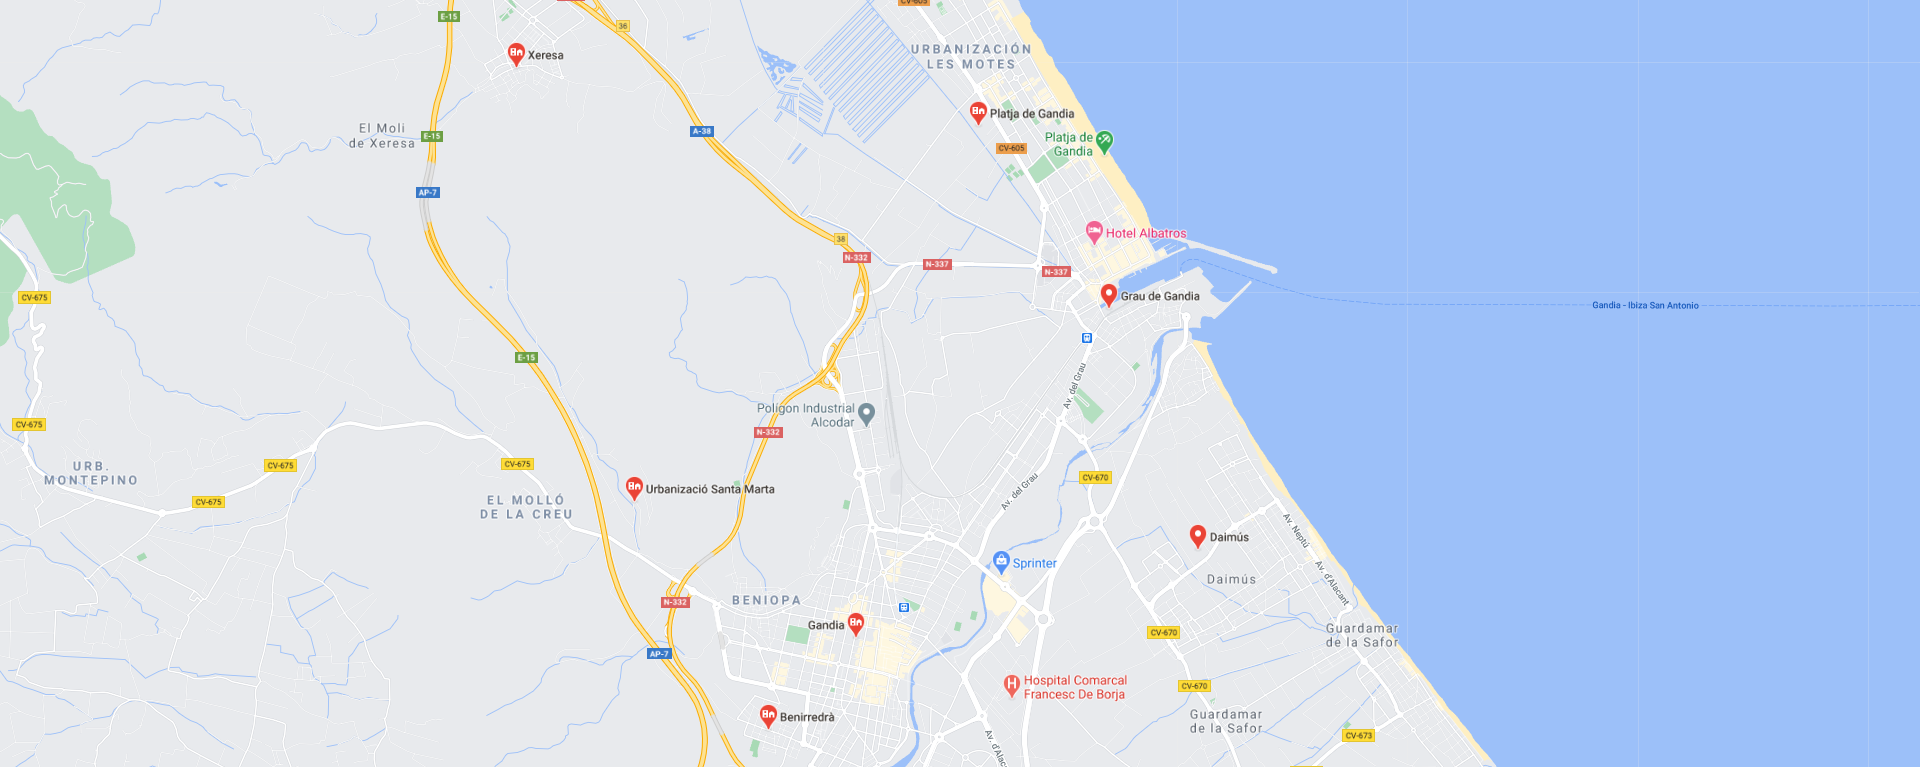 CV-605
E-15
36
Xeresa
URBANIZACIÓN
LES MOTES
Platja de Gandia
El Moli
de Xeresa
E-15
A-38
Platja de
Gandia
CV-605
AP-7
Hotel Albatros
38
N-332
N-337
N-337
CV-675
Grau de Gandia
Gandia - Ibiza San Antonio
E-15
Av. del Grau
Polígon Industrial
Alcodar
CV-675
N-332
URB.
MONTEPINO
CV-675
CV-675
CV-670
Urbanizació Santa Marta
Av. del Grau
CV-675
EL MOLLÓ
DE LA CREU
Av. Neptú
Daimús
Sprinter
Daimús
Av. d'Alacant
BENIOPA
N-332
Gandia
CV-670
Guardamar
de la Safor
AP-7
Hospital Comarcal
Francesc De Borja
CV-670
Benirredrà
Guardamar
de la Safor
CV-673